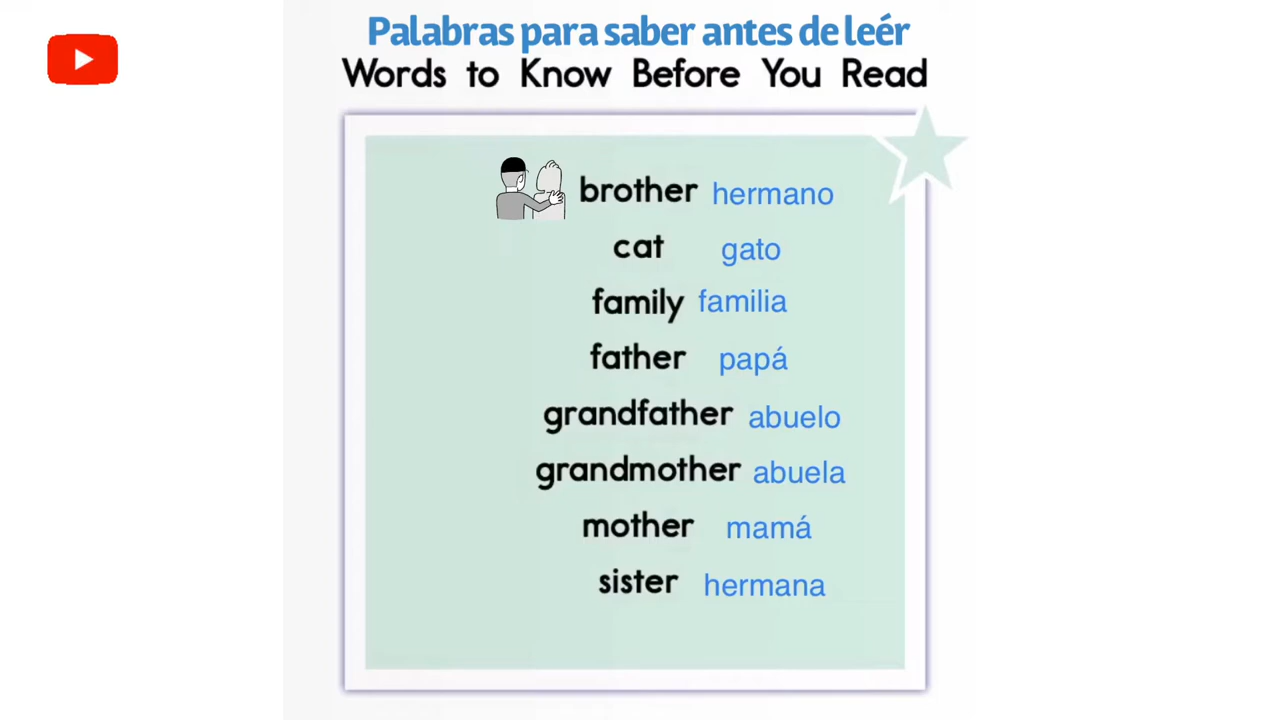 Palabras para saber antes de leér
Words to Know Before You Read
brother hermano
cat gato
family familia
father papá
grandfather abuelo
grandmother abuela
mother mamá
sister hermana